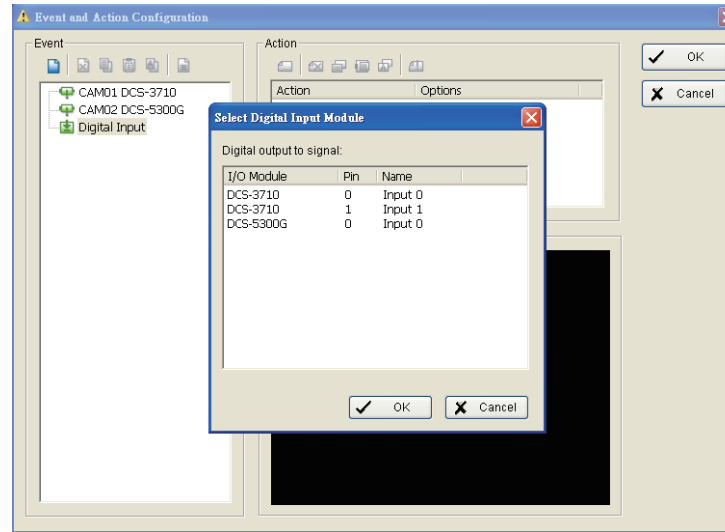 Event and Action Configuration
Event
Action
OK
Cancel
CAM01 DCS-3710
CAM02 DCS-5300G
Digital Input
Action Options
Select Digital Input Module
Digital output to signal:
I/O Module Pin Name
DCS-3710 0 Input 0
DCS-3710 1 Input 1
DCS-5300G 0 Input 0
OK
Cancel